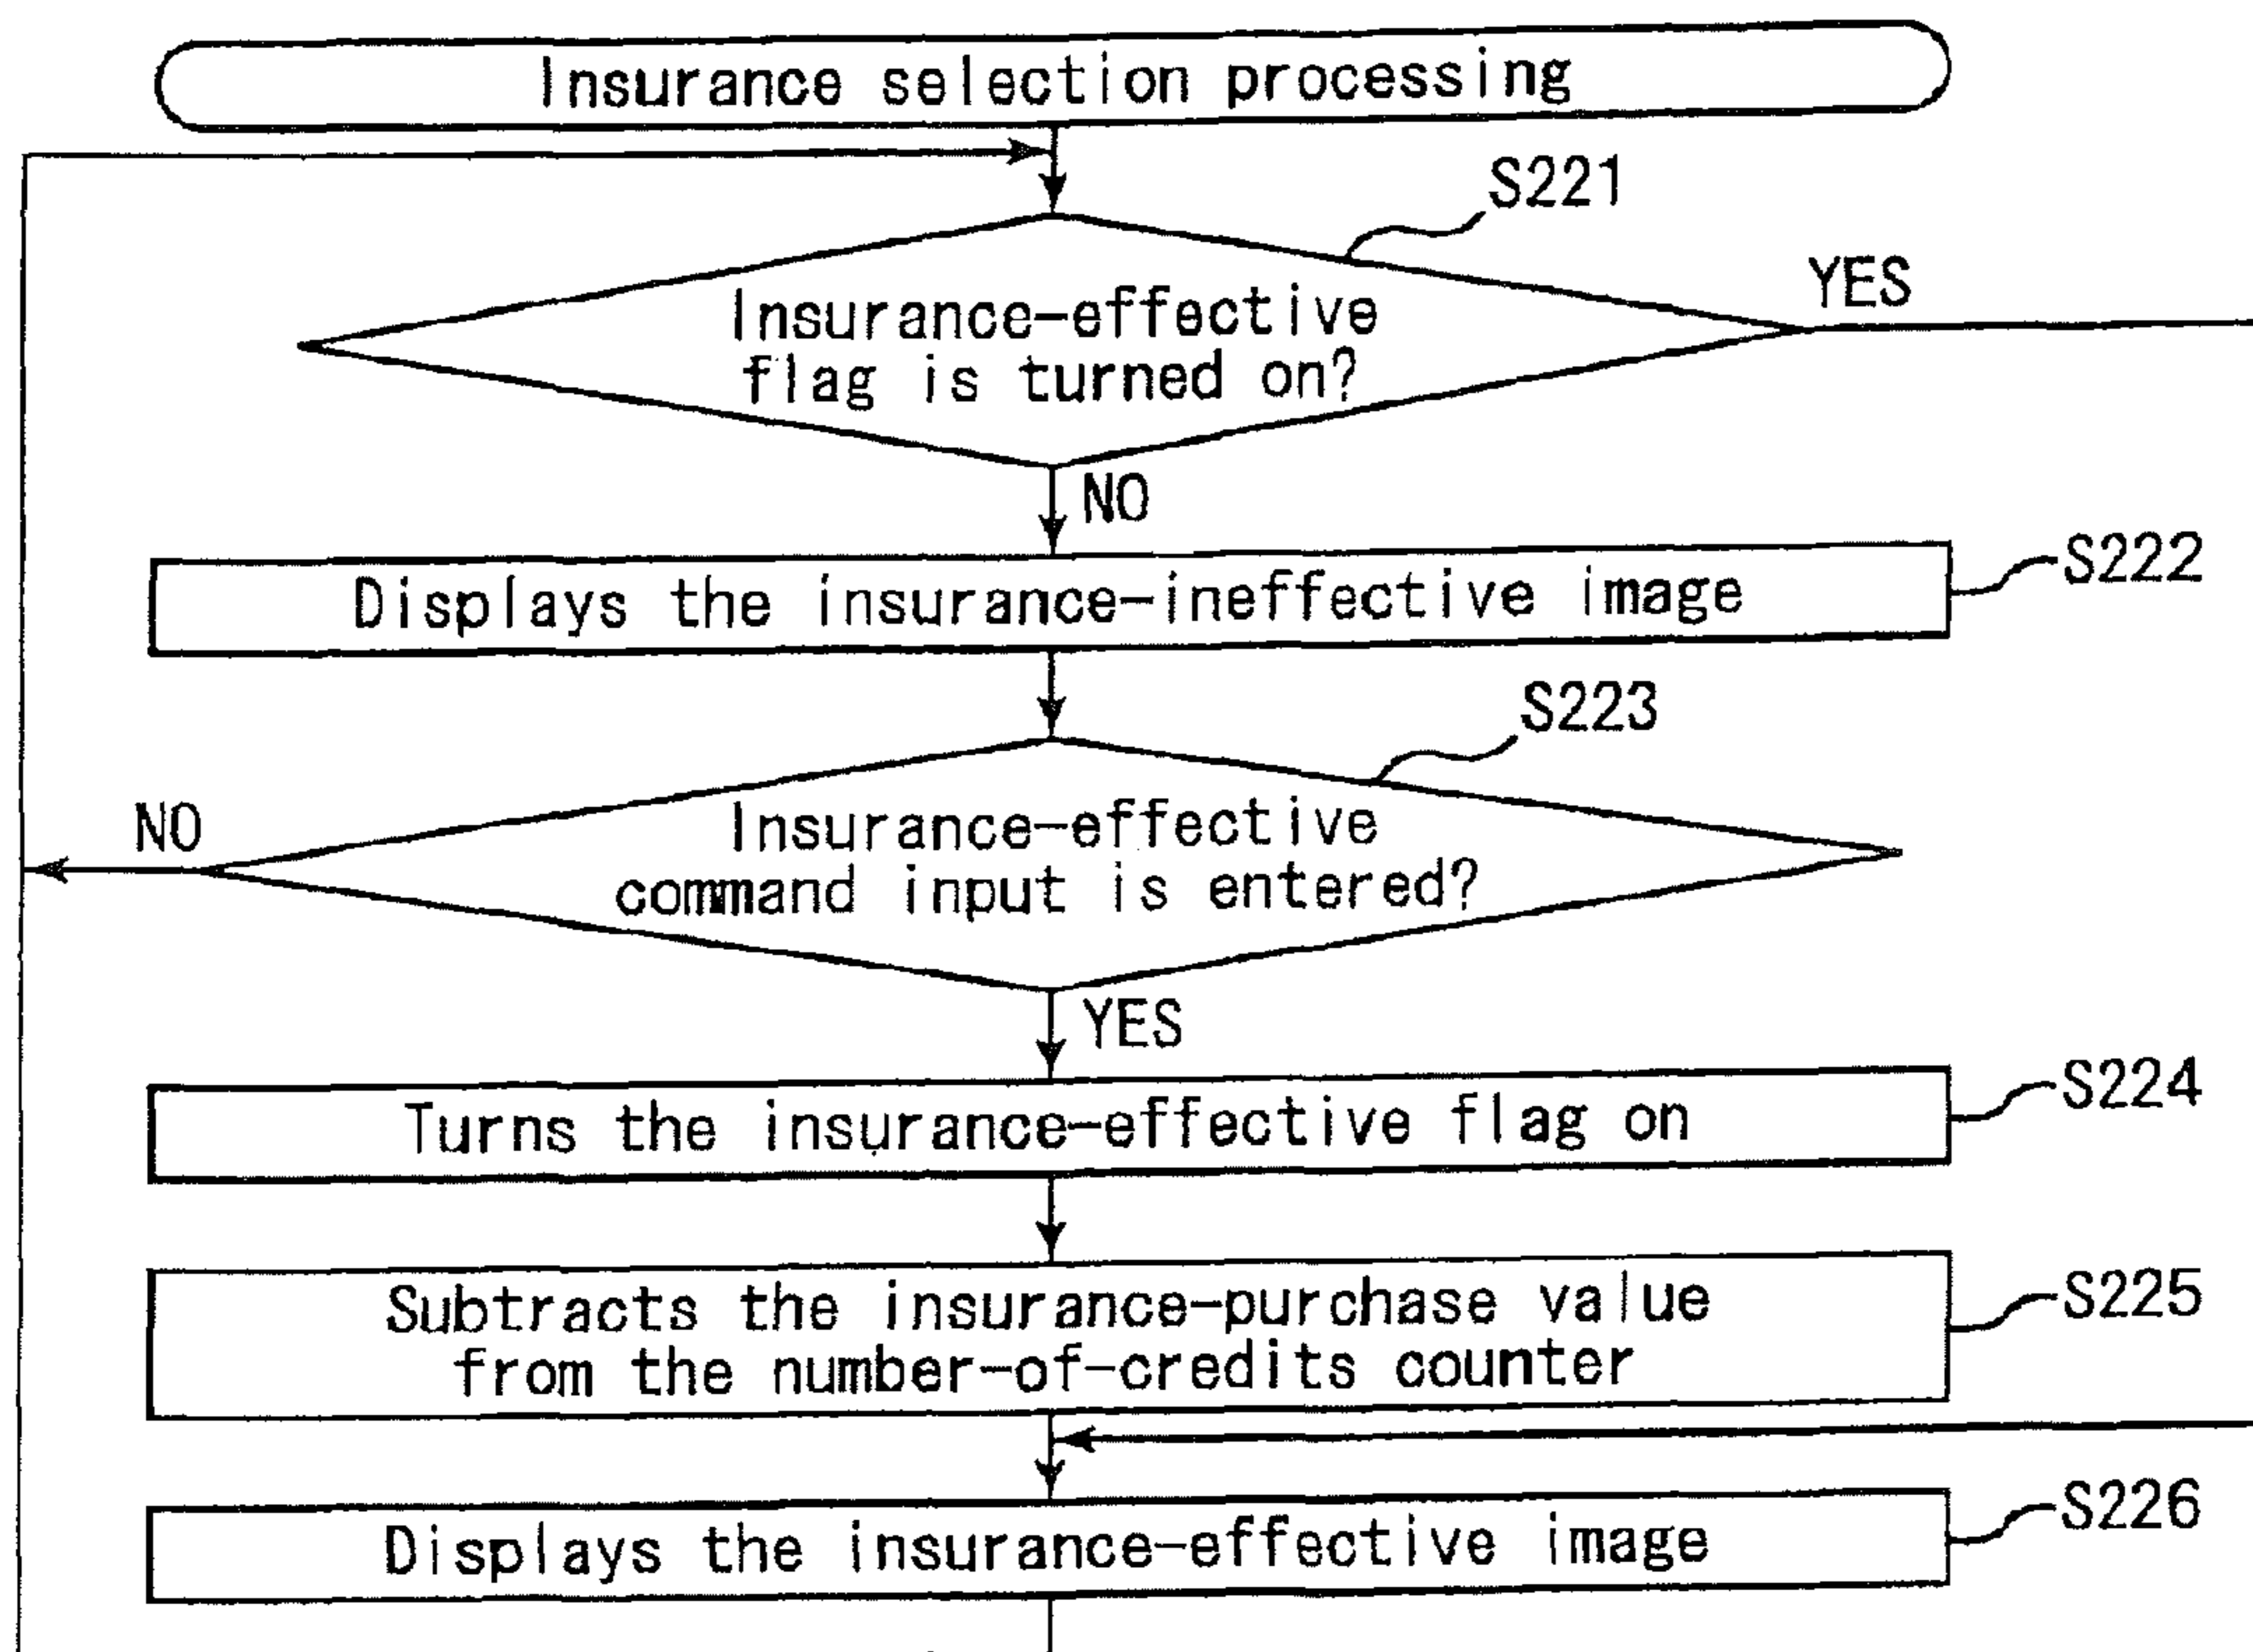 Insurance selection processing
S221
YES
Insurance-effective
flag is turned on?
NO
S222
Displays the insurance-ineffective image
S223
NO
Insurance-effective
command input is entered?
YES
S224
Turns the insurance-effective flag on
S225
Subtracts the insurance-purchase value
from the number-of-credits counter
S226
Displays the insurance-effective image